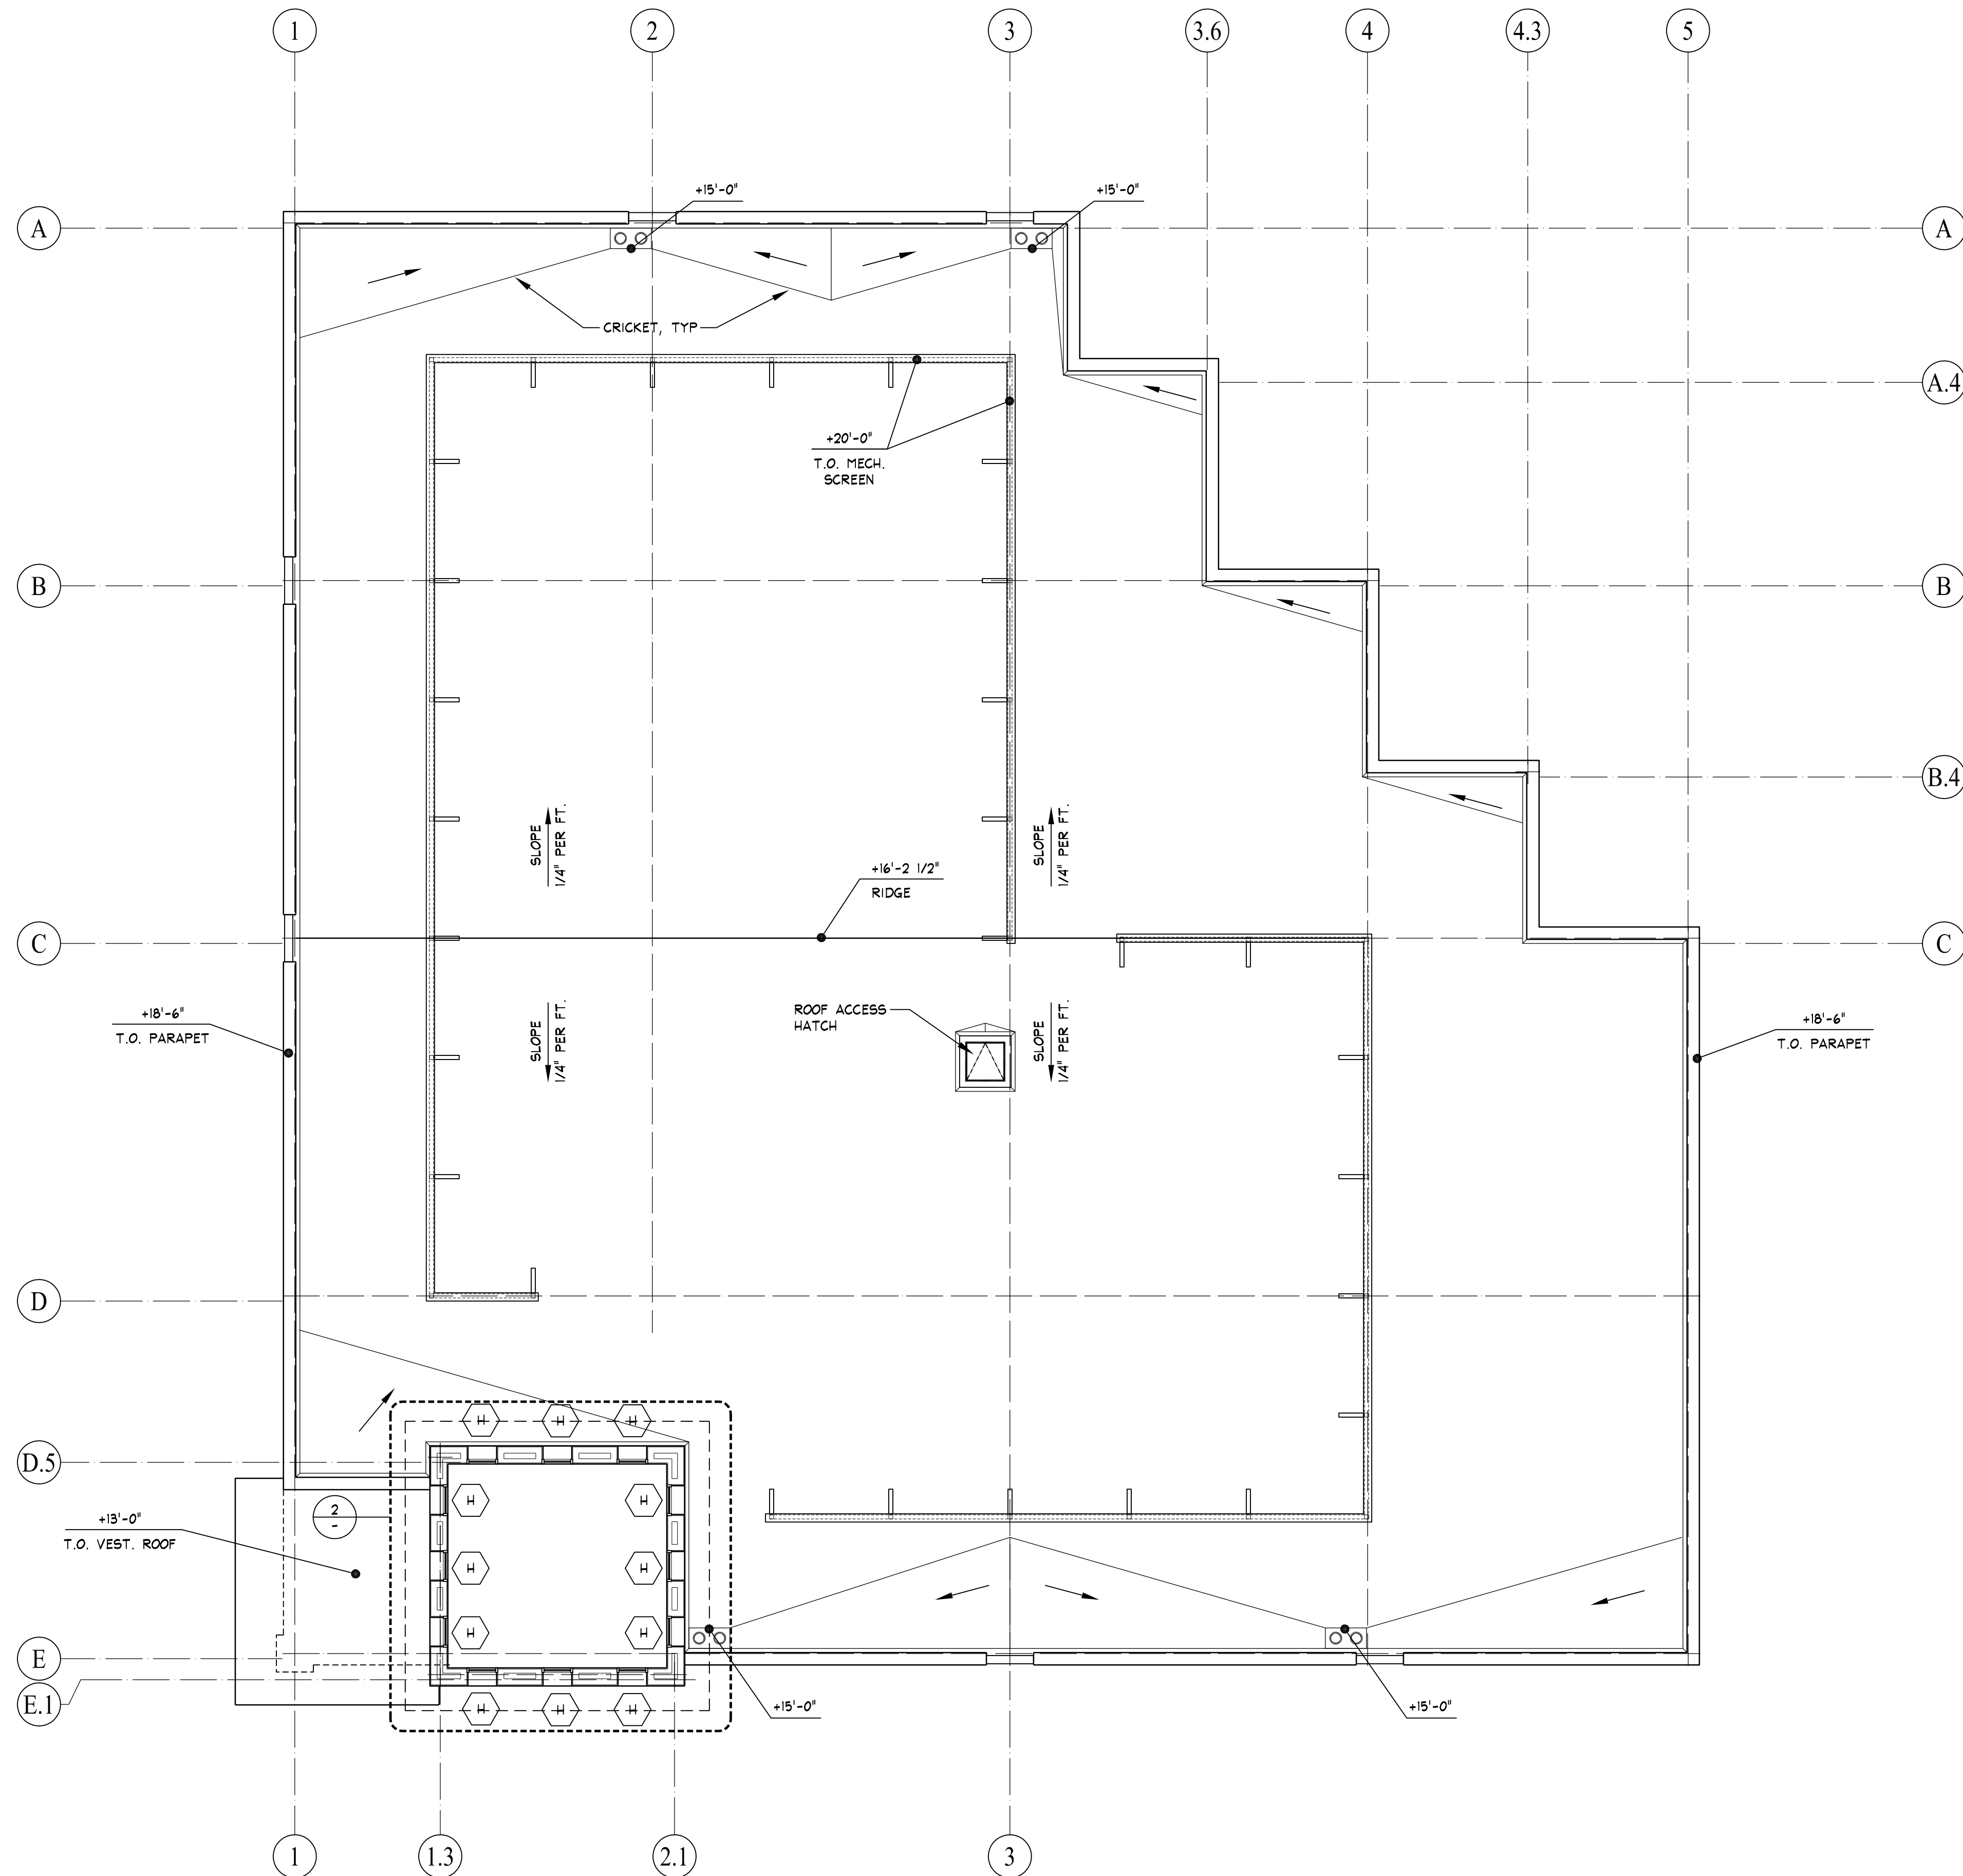 1
2
3
3.6
4
4.3
5
+15'-0"
+15'-0"
A
A
CRICKET, TYP
A.4
+20'-0"
T.O. MECH.
SCREEN
B
B
B.4
SLOPE
1/4" PER FT.
SLOPE
1/4" PER FT.
+16'-2 1/2"
RIDGE
C
C
+18'-6"
T.O. PARAPET
SLOPE
1/4" PER FT.
ROOF ACCESS
HATCH
SLOPE
1/4" PER FT.
+18'-6"
T.O. PARAPET
D
H
H
H
D.5
H
H
2
-
+13'-0"
T.O. VEST. ROOF
H
H
H
H
E
E.1
H
H
H
+15'-0"
+15'-0"
1
1.3
2.1
3